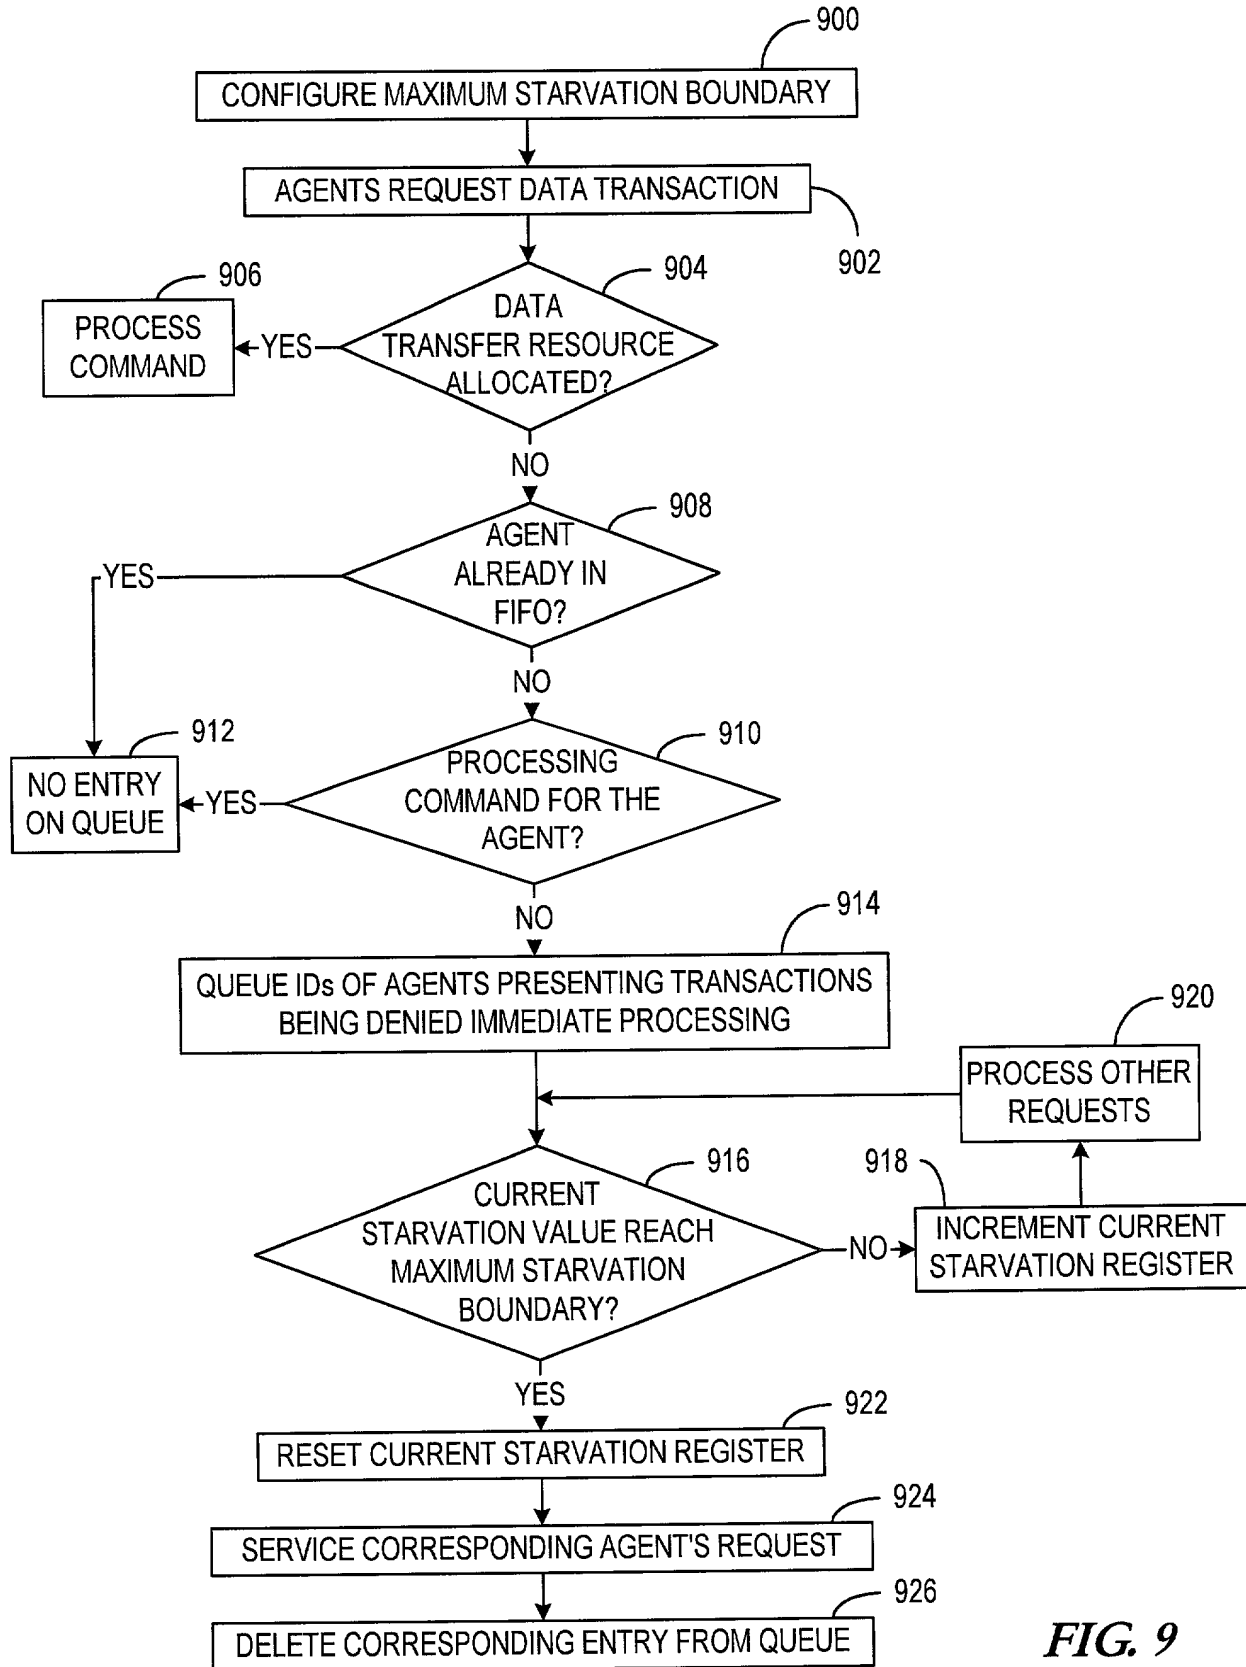 900
CONFIGURE MAXIMUM STARVATION BOUNDARY
AGENTS REQUEST DATA TRANSACTION
902
904
DATA
TRANSFER RESOURCE
ALLOCATED?
906
YES
PROCESS
COMMAND
NO
908
AGENT
ALREADY IN
FIFO?
YES
NO
910
PROCESSING
COMMAND FOR THE
AGENT?
912
YES
NO ENTRY
ON QUEUE
NO
914
QUEUE IDs OF AGENTS PRESENTING TRANSACTIONS
BEING DENIED IMMEDIATE PROCESSING
920
PROCESS OTHER
REQUESTS
916
CURRENT
STARVATION VALUE REACH
MAXIMUM STARVATION
BOUNDARY?
NO
918
INCREMENT CURRENT
STARVATION REGISTER
YES
922
RESET CURRENT STARVATION REGISTER
924
SERVICE CORRESPONDING AGENT'S REQUEST
926
DELETE CORRESPONDING ENTRY FROM QUEUE
FIG. 9